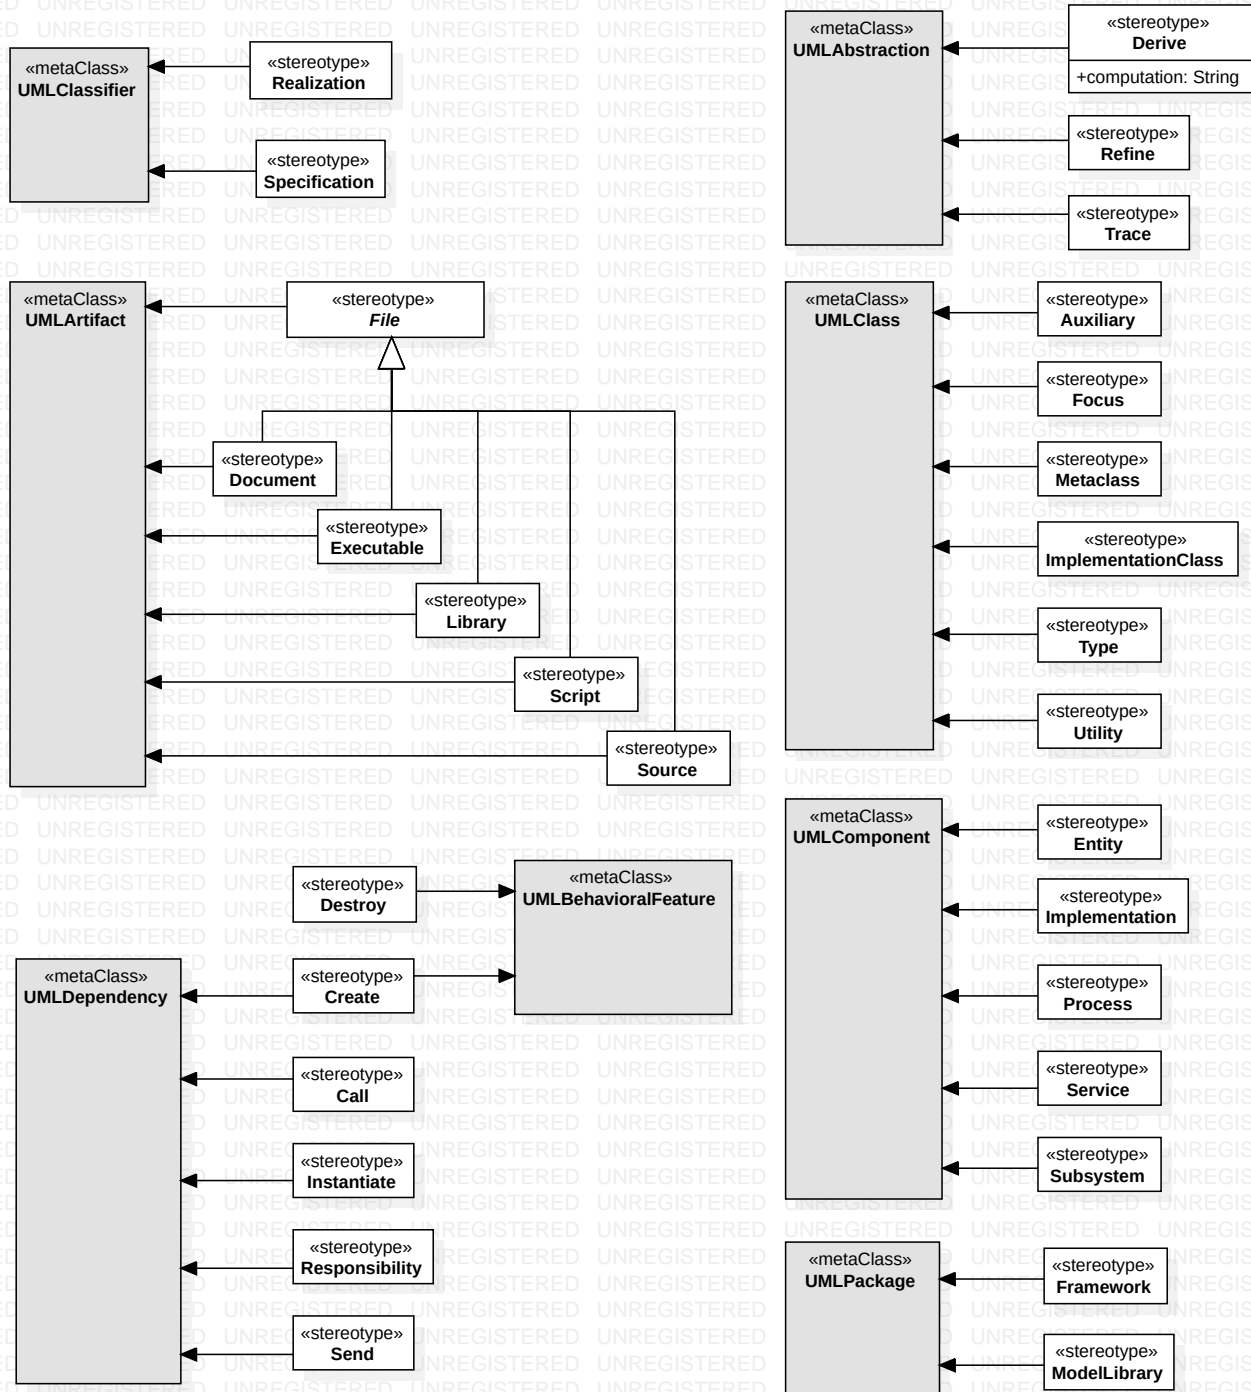 «metaClass»
UMLClassifier
«stereotype»
Realization
«stereotype»
Specification
«metaClass»
UMLAbstraction
«stereotype»
Derive
+computation: String
«stereotype»
Refine
«stereotype»
Trace
«metaClass»
UMLArtifact
«stereotype»
File
«stereotype»
Document
«stereotype»
Executable
«stereotype»
Library
«stereotype»
Script
«stereotype»
Source
«metaClass»
UMLClass
«stereotype»
Auxiliary
«stereotype»
Focus
«stereotype»
Metaclass
«stereotype»
ImplementationClass
«stereotype»
Type
«stereotype»
Utility
«stereotype»
Destroy
«metaClass»
UMLBehavioralFeature
«metaClass»
UMLDependency
«stereotype»
Create
«stereotype»
Call
«stereotype»
Instantiate
«stereotype»
Responsibility
«stereotype»
Send
«metaClass»
UMLComponent
«stereotype»
Entity
«stereotype»
Implementation
«stereotype»
Process
«stereotype»
Service
«stereotype»
Subsystem
«metaClass»
UMLPackage
«stereotype»
Framework
«stereotype»
ModelLibrary
UNREGISTERED